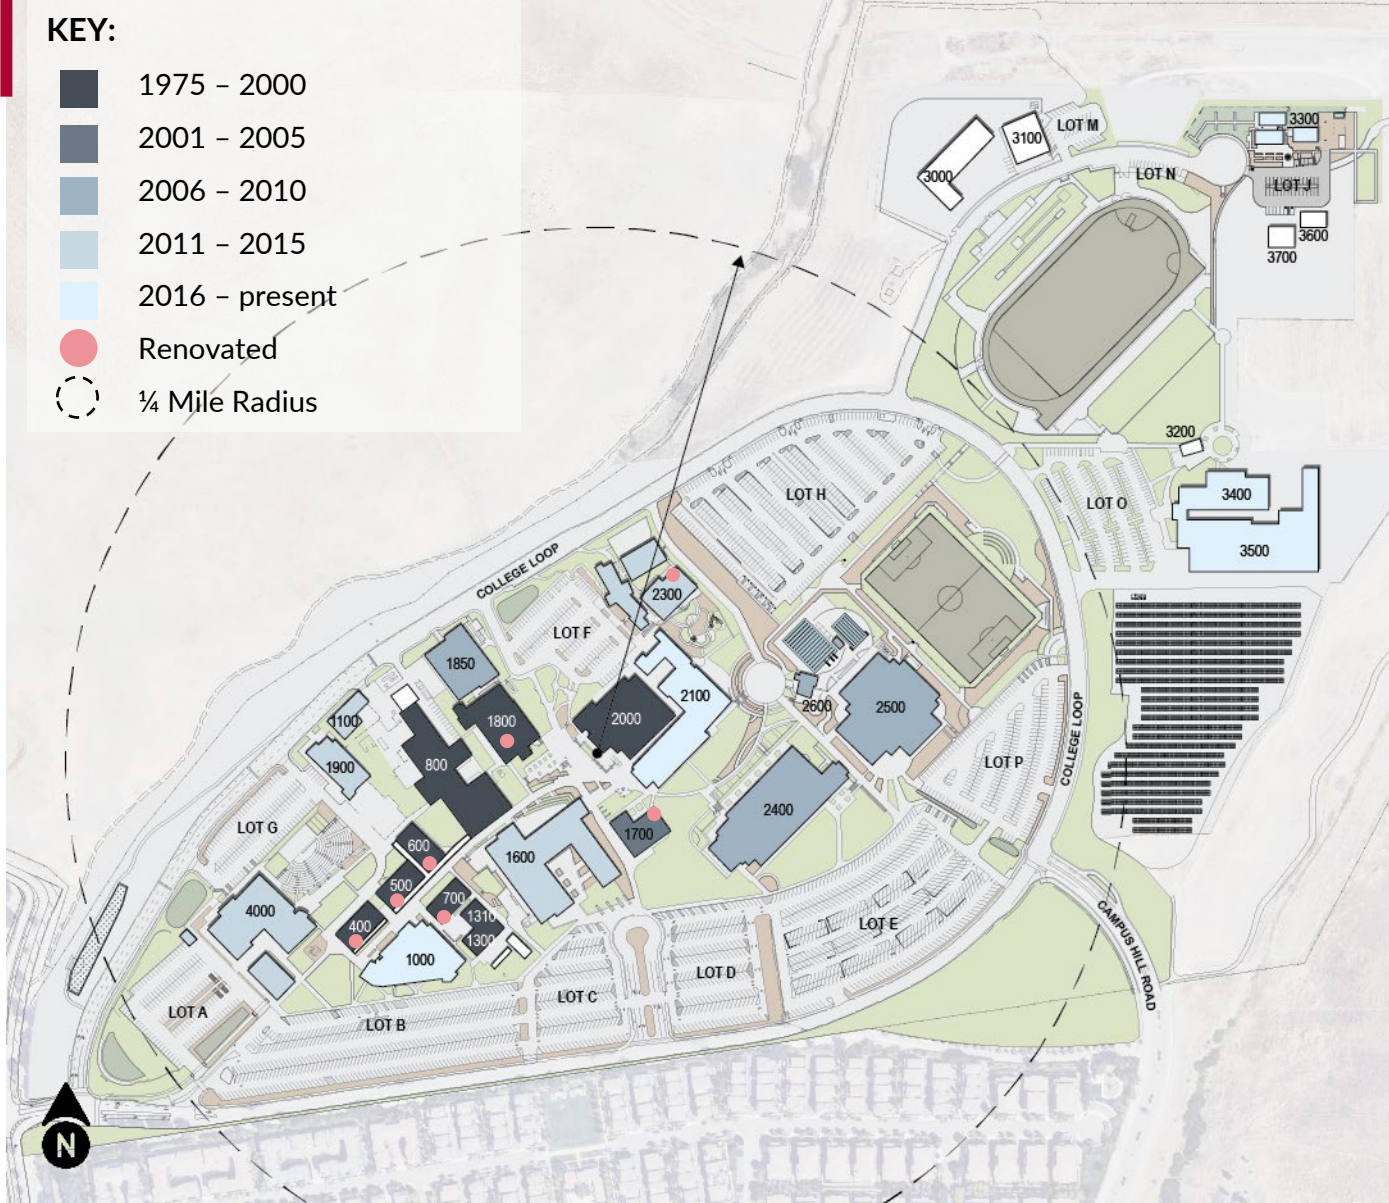 KEY:
1975 – 2000
2001 – 2005
2006 – 2010
2011 – 2015
2016 – present
Renovated
¼ Mile Radius
LOT M
3300
3100
LOT N
3000
LOT J
3600
3700
3200
LOT H
3400
LOT O
3500
COLLEGE LOOP
2300
LOT F
1850
2100
2600
2500
1100
1800
2000
COLLEGE LOOP
1900
800
LOT P
2400
LOT G
1700
600
1600
500
700
4000
1310
400
1300
LOT E
CAMPUS HILL ROAD
1000
LOT D
LOT C
LOT A
LOT B
N